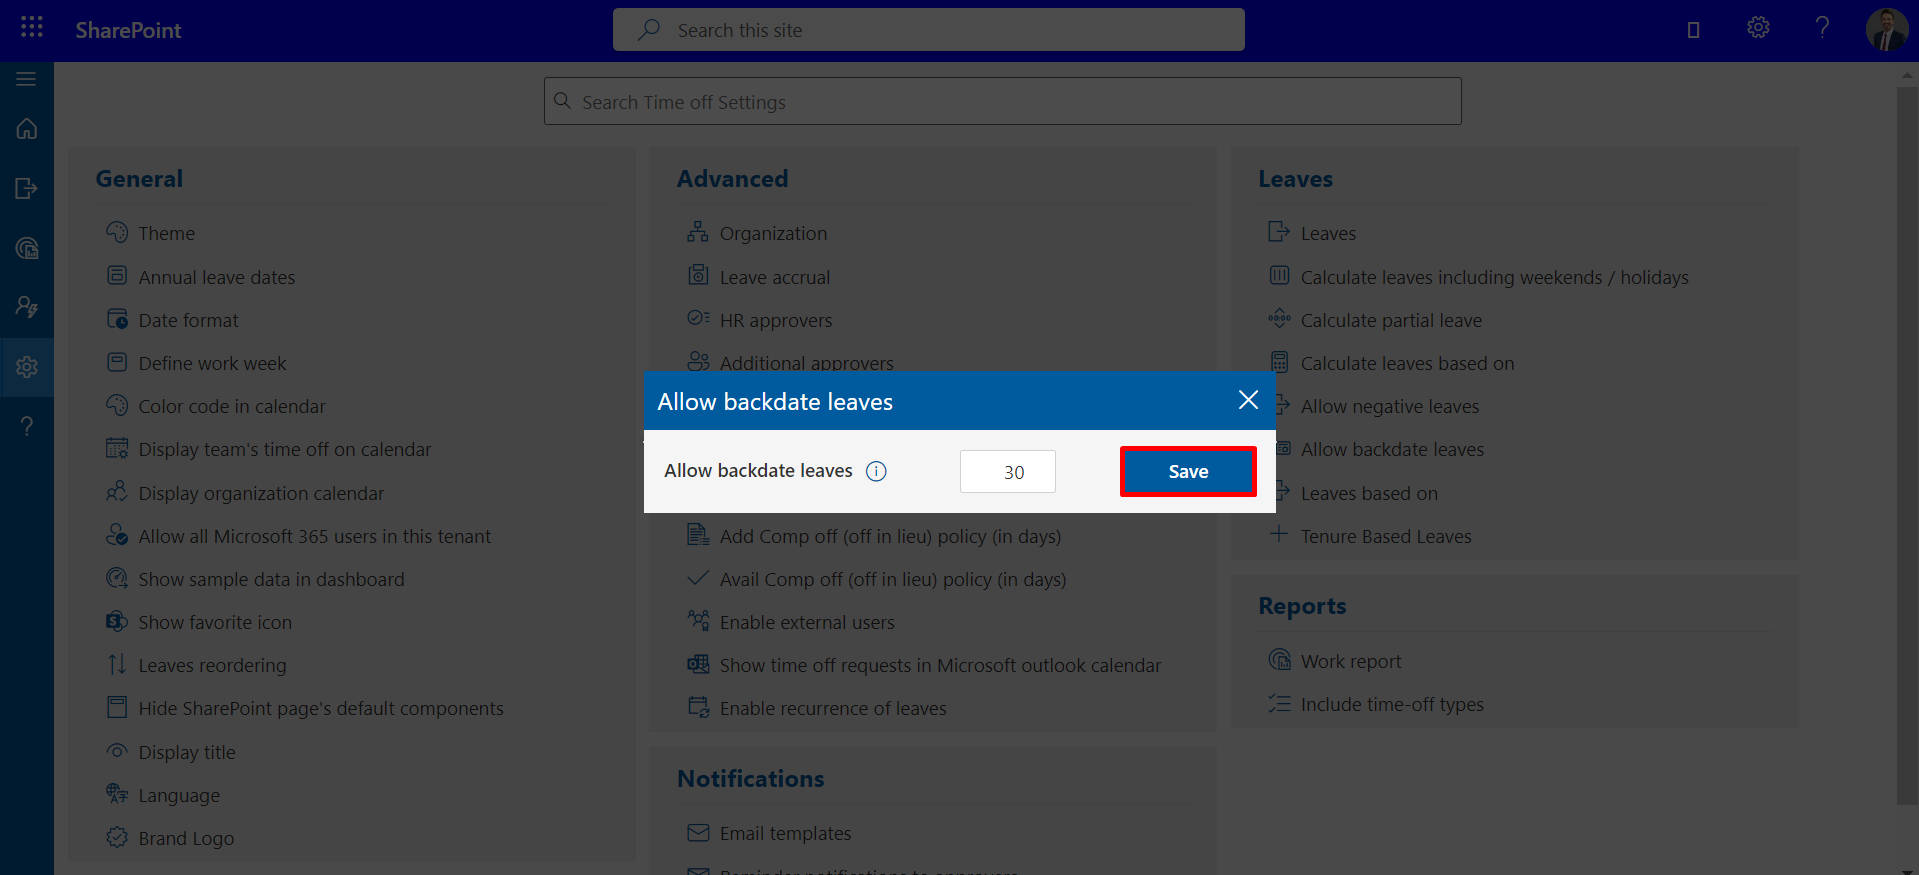 SharePoint
Search this site
Search Time off Settings
General
Theme
Annual leave dates
Date format
Define work week
Color code in calendar
Display team's time off on calendar
Display organization calendar
Allow all Microsoft 365 users in this tenant
Show sample data in dashboard
Show favorite icon
Leaves reordering
Hide SharePoint page's default components
Display title
Language
Brand Logo
Advanced
Organization
Leave accrual
HR approvers
Additional approvers
Allow backdate leaves
Allow backdate leaves
30
Save
Add Comp off (off in lieu) policy (in days)
Avail Comp off (off in lieu) policy (in days)
Enable external users
Show time off requests in Microsoft outlook calendar
Enable recurrence of leaves
Notifications
Email templates
Reminder notifications to approvers
Leaves
Leaves
Calculate leaves including weekends / holidays
Calculate partial leave
Calculate leaves based on
Allow negative leaves
Allow backdate leaves
Leaves based on
Tenure Based Leaves
Reports
Work report
Include time-off types